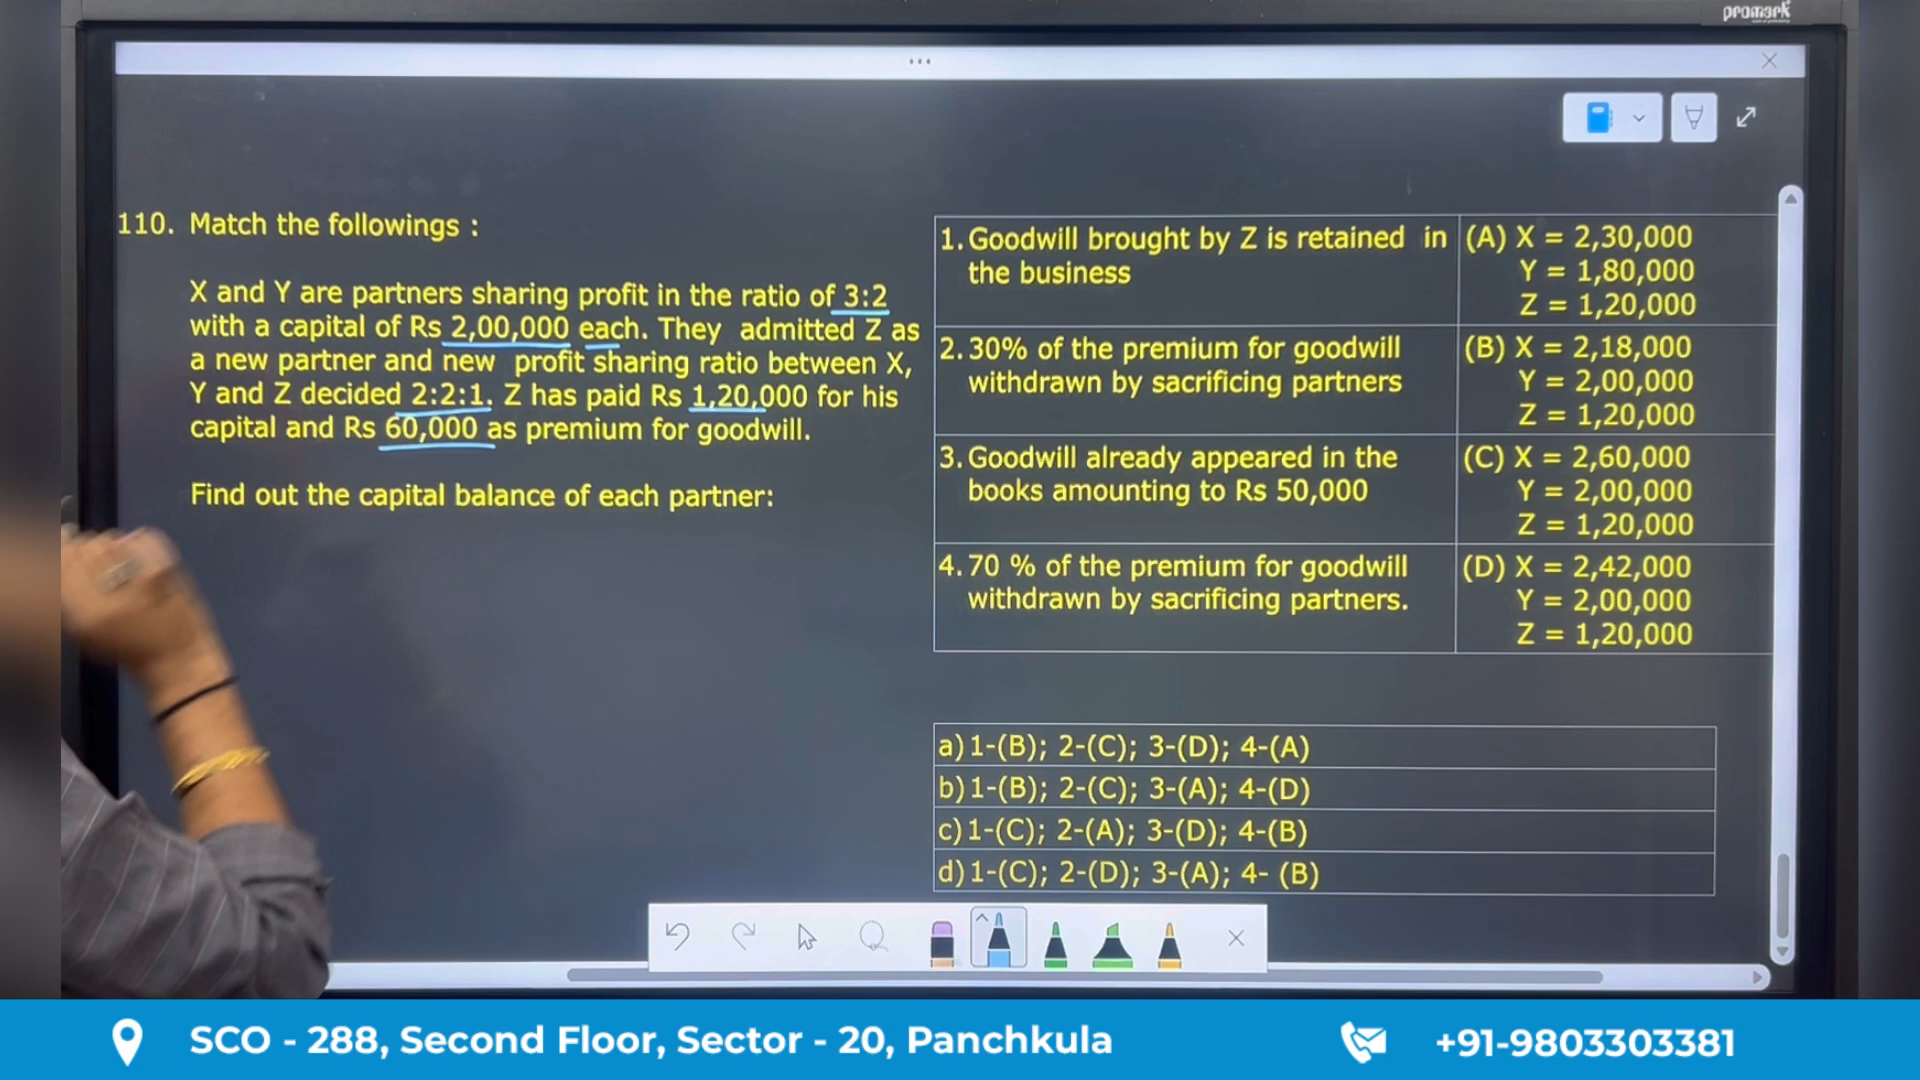 promark
110. Match the followings :
X and Y are partners sharing profit in the ratio of 3:2
with a capital of Rs 2,00,000 each. They admitted Z as
a new partner and new profit sharing ratio between X,
Y and Z decided 2:2:1. Z has paid Rs 1,20,000 for his
capital and Rs 60,000 as premium for goodwill.
Find out the capital balance of each partner:
1. Goodwill brought by Z is retained in
the business
(A) X = 2,30,000
Y = 1,80,000
Z = 1,20,000
2. 30% of the premium for goodwill
withdrawn by sacrificing partners
(B) X = 2,18,000
Y = 2,00,000
Z = 1,20,000
3. Goodwill already appeared in the
books amounting to Rs 50,000
(C) X = 2,60,000
Y = 2,00,000
Z = 1,20,000
4. 70 % of the premium for goodwill
withdrawn by sacrificing partners.
(D) X = 2,42,000
Y = 2,00,000
Z = 1,20,000
a) 1-(B); 2-(C); 3-(D); 4-(A)
b) 1-(B); 2-(C); 3-(A); 4-(D)
c) 1-(C); 2-(A); 3-(D); 4-(B)
d) 1-(C); 2-(D); 3-(A); 4- (B)
SCO - 288, Second Floor, Sector - 20, Panchkula
+91-9803303381